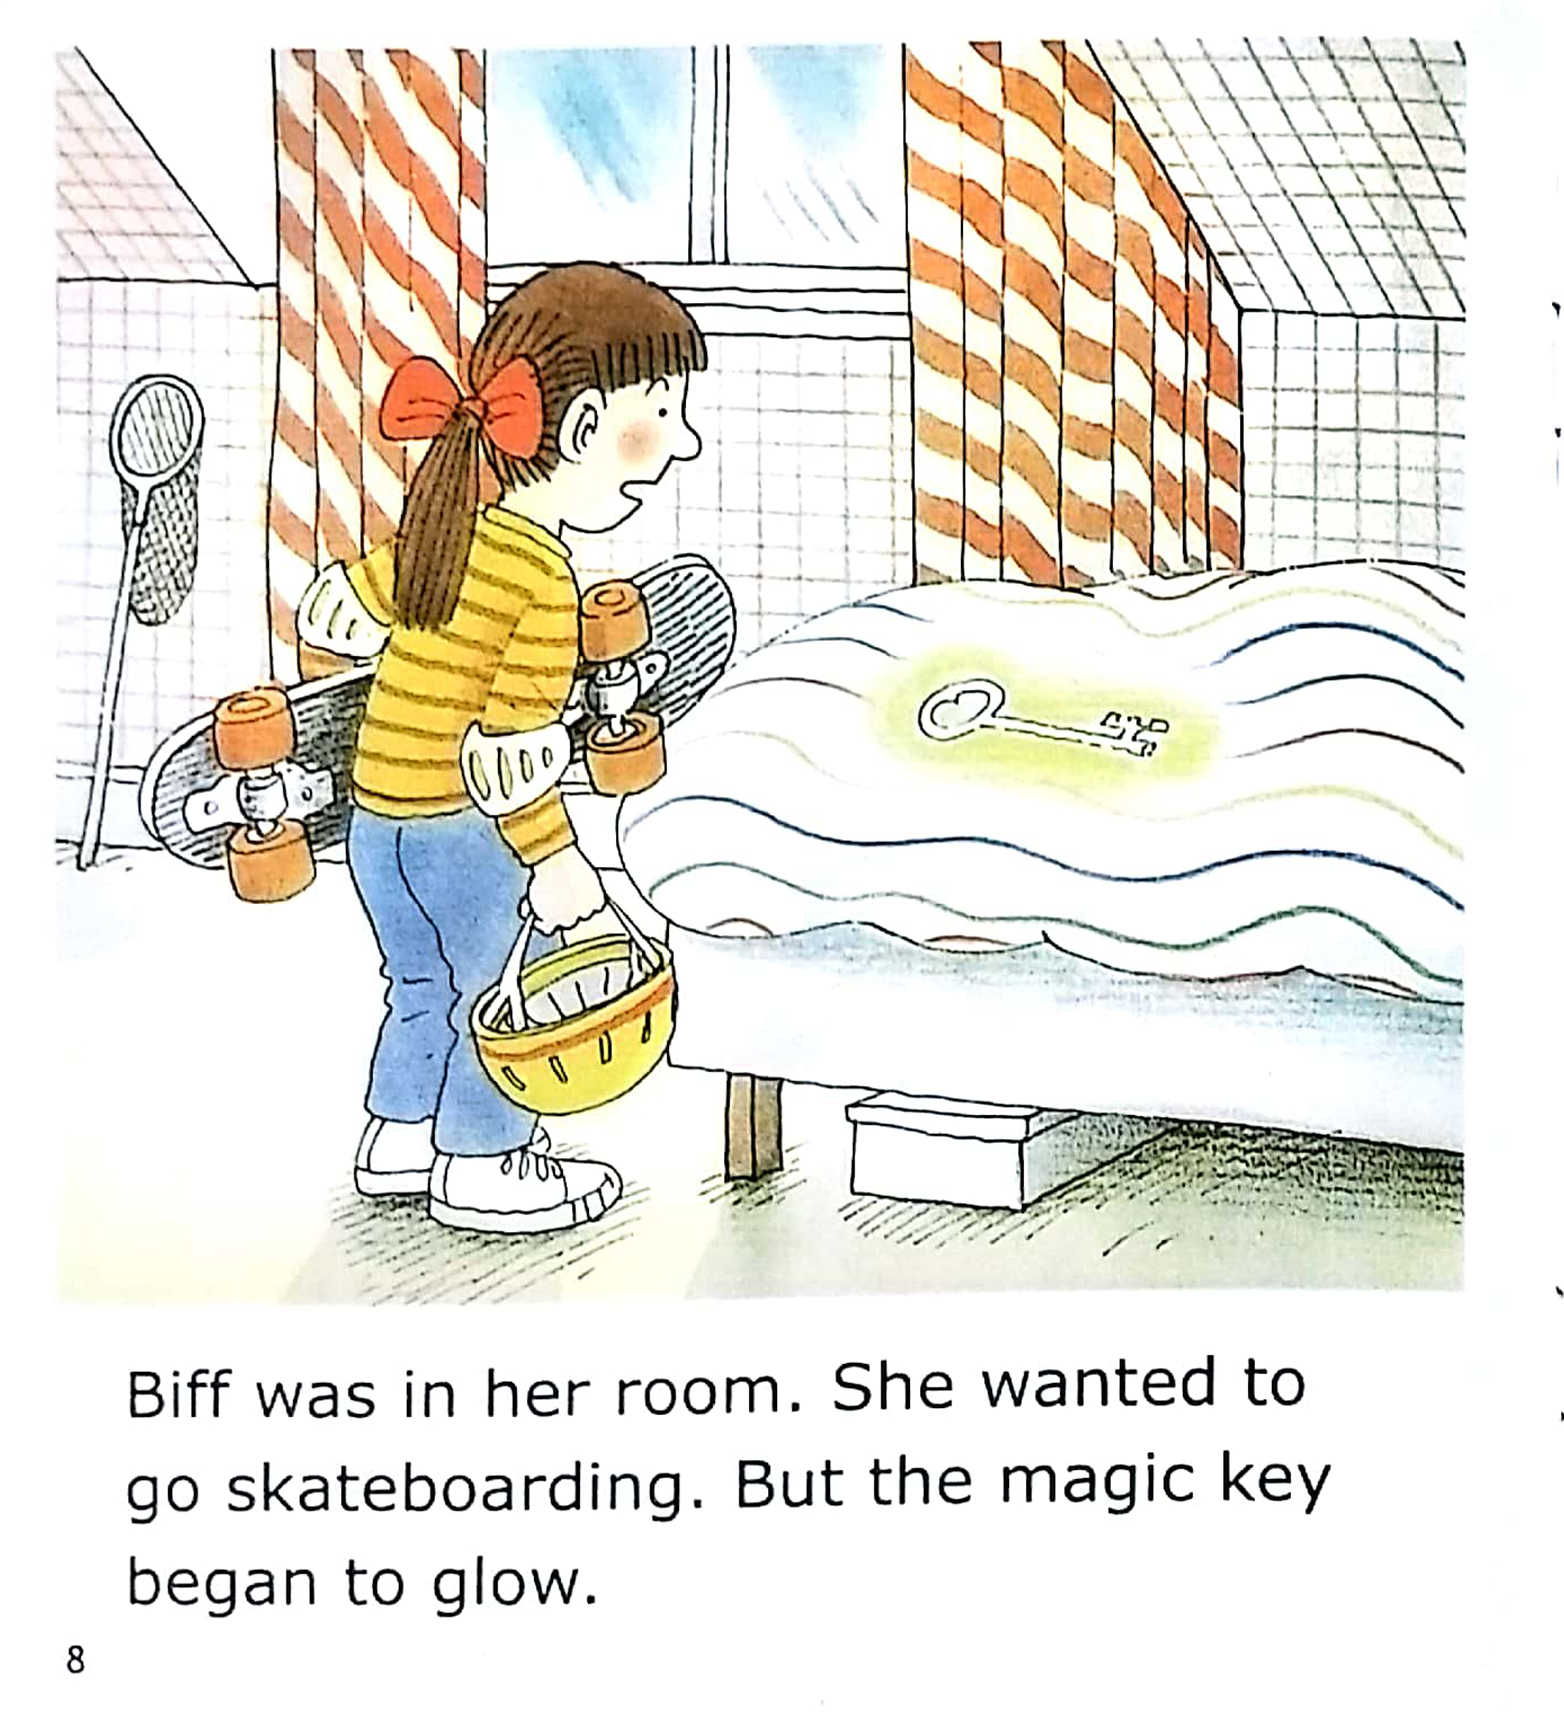 Biff was in her room. She wanted to
go skateboarding. But the magic key
began to glow.
8